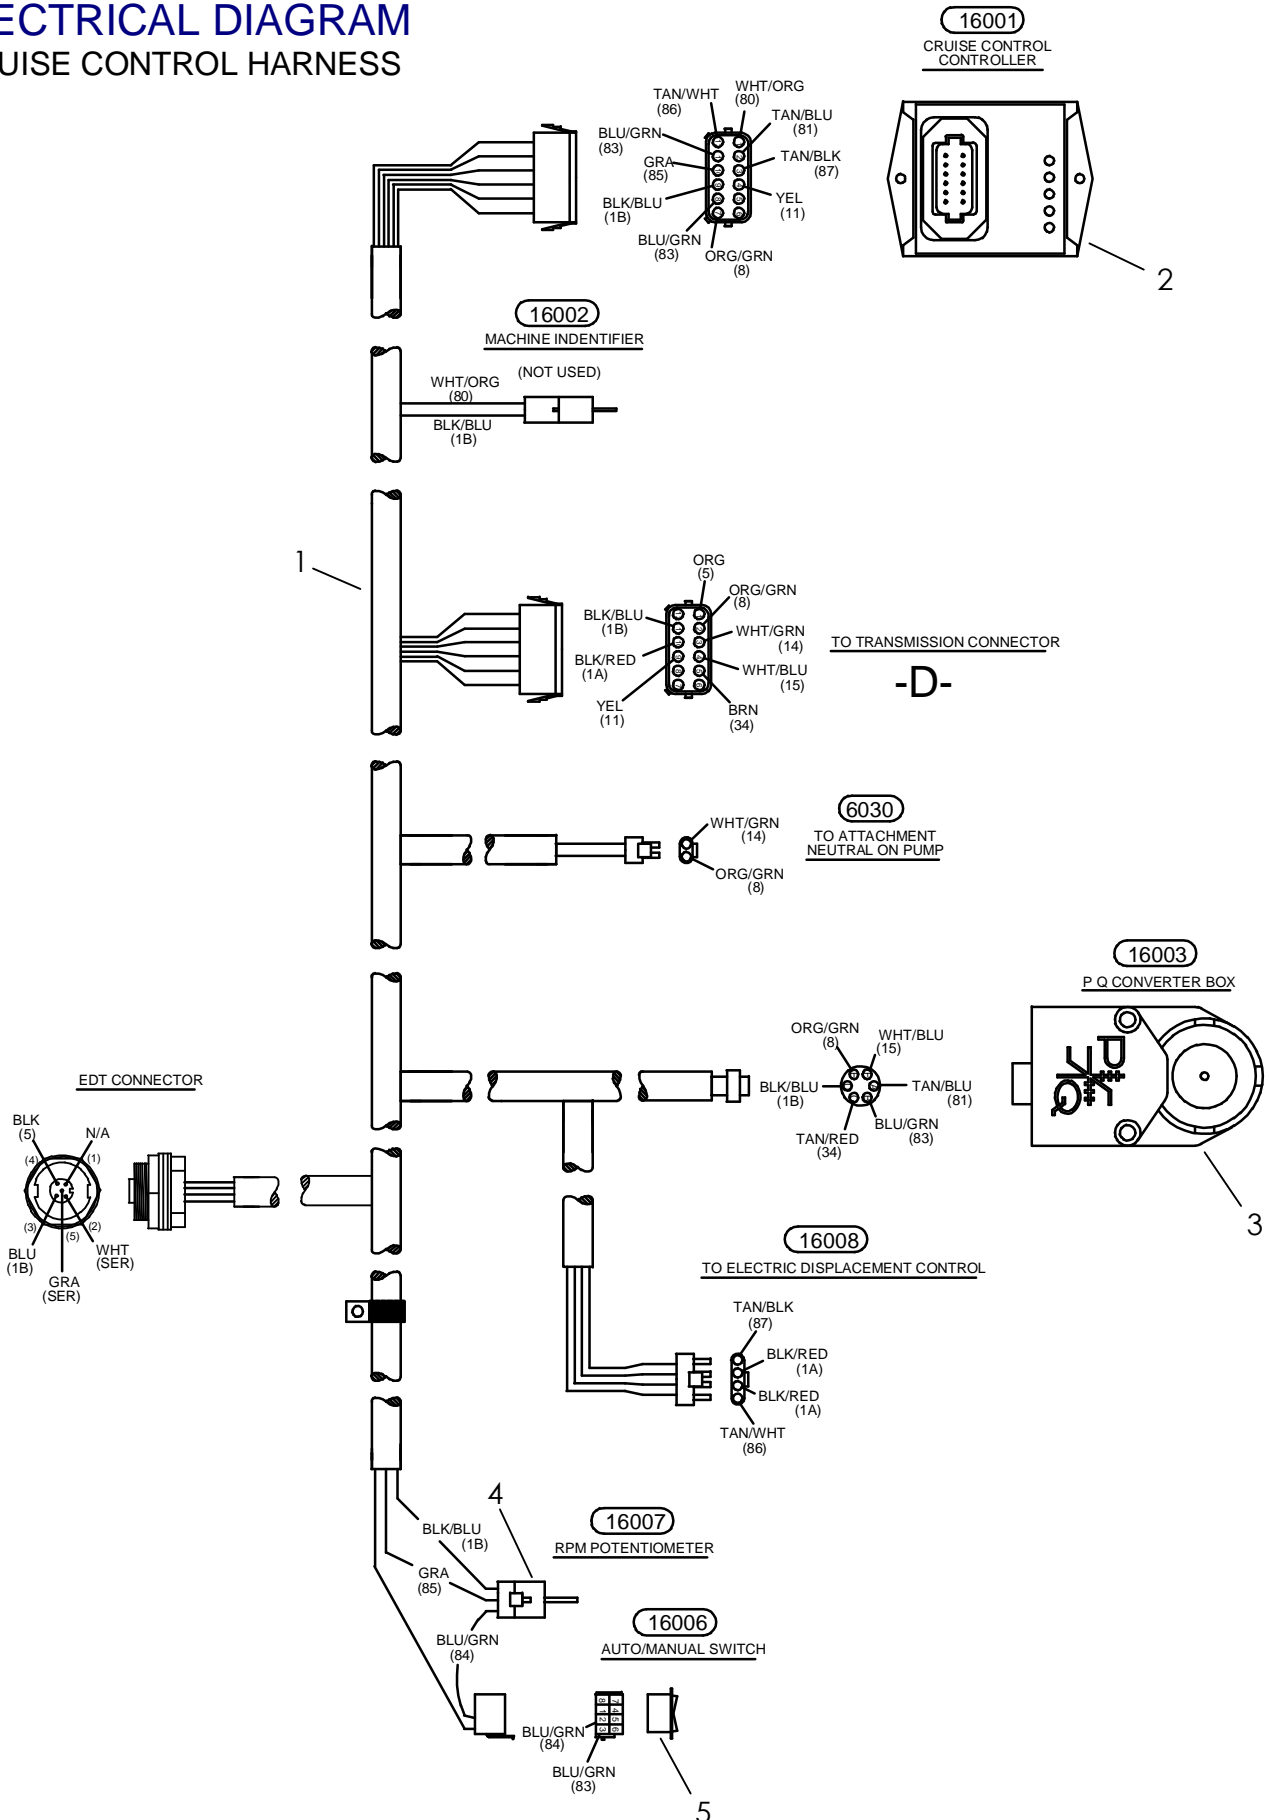 ECTRICAL DIAGRAM
UISE CONTROL HARNESS
16001
CRUISE CONTROL
CONTROLLER
TAN/WHT
(86)
WHT/ORG
(80)
TAN/BLU
(81)
BLU/GRN
(83)
GRA
(85)
TAN/BLK
(87)
BLK/BLU
(1B)
YEL
(11)
BLU/GRN
(83)
ORG/GRN
(8)
2
16002
MACHINE INDENTIFIER
(NOT USED)
WHT/ORG
(80)
BLK/BLU
(1B)
1
ORG
(5)
ORG/GRN
(8)
BLK/BLU
(1B)
WHT/GRN
(14)
BLK/RED
(1A)
WHT/BLU
(15)
YEL
(11)
BRN
(34)
TO TRANSMISSION CONNECTOR
-D-
6030
TO ATTACHMENT
NEUTRAL ON PUMP
WHT/GRN
(14)
ORG/GRN
(8)
16003
P Q CONVERTER BOX
ORG/GRN
(8)
WHT/BLU
(15)
BLK/BLU
(1B)
TAN/BLU
(81)
TAN/RED
(34)
BLU/GRN
(83)
P
Q
3
EDT CONNECTOR
BLK
(5)
N/A
(4)
(1)
(3)
(2)
(5)
BLU
(1B)
WHT
(SER)
GRA
(SER)
16008
TO ELECTRIC DISPLACEMENT CONTROL
TAN/BLK
(87)
BLK/RED
(1A)
BLK/RED
(1A)
TAN/WHT
(86)
4
16007
RPM POTENTIOMETER
BLK/BLU
(1B)
GRA
(85)
BLU/GRN
(84)
16006
AUTO/MANUAL SWITCH
8 7
1 4
2 5
3 6
BLU/GRN
(84)
BLU/GRN
(83)
5